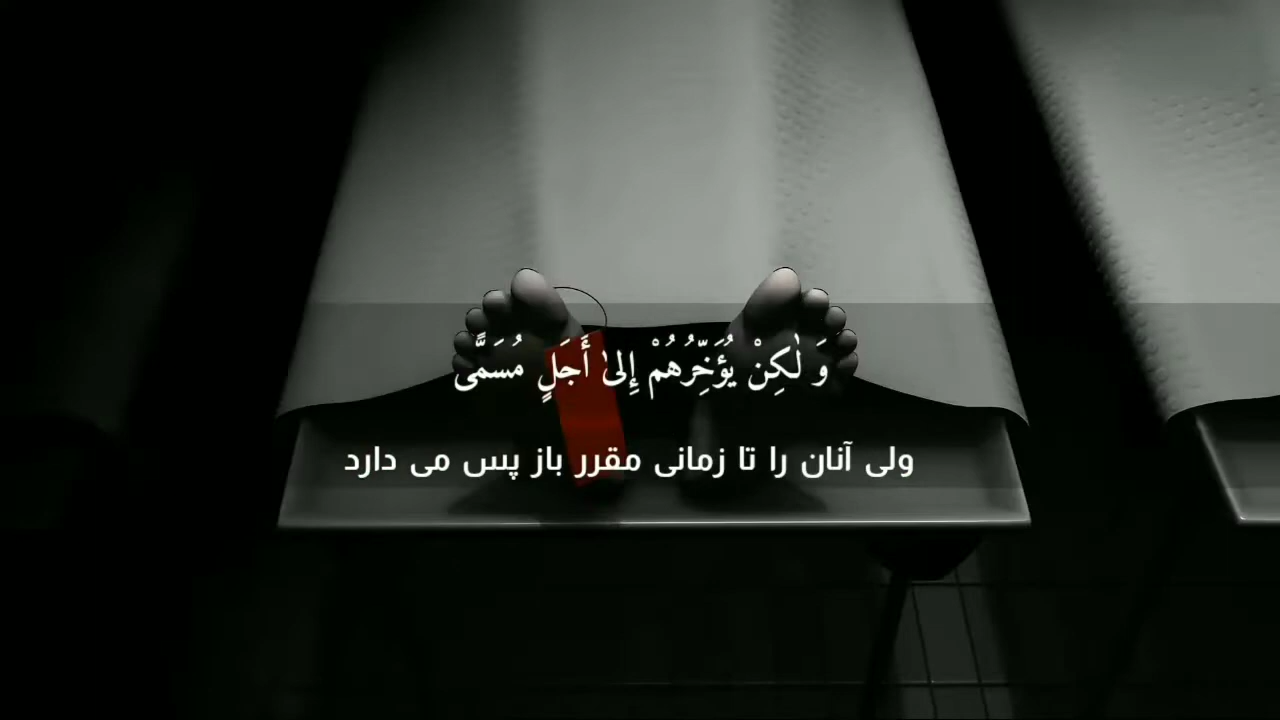 وَ لٰكِنْ يُؤَخِّرُهُمْ إِلىٰ أَجَلٍ مُسَمًّى
ولی آنان را تا زمانی مقرر باز پس می دارد